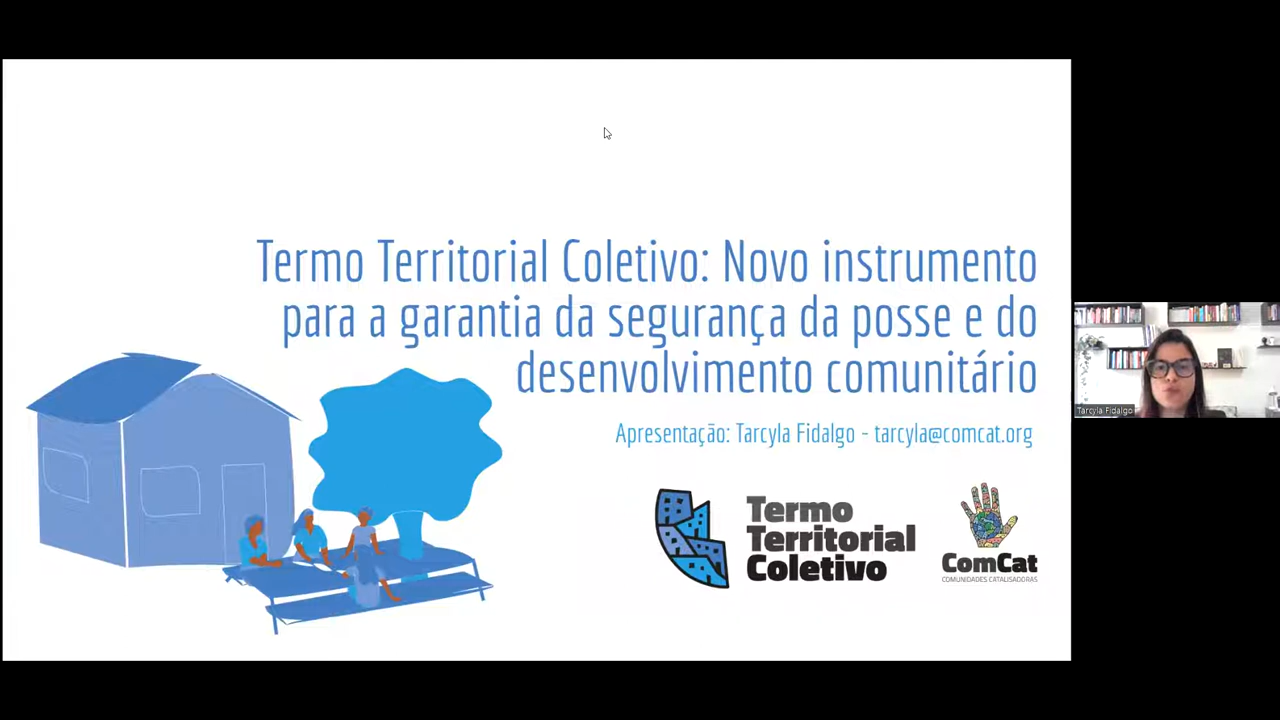 Termo Territorial Coletivo: Novo instrumento
para a garantia da segurança da posse e do
desenvolvimento comunitário
Apresentação: Tarcyla Fidalgo - tarcyla@comcat.org
Termo
Territorial
Coletivo
ComCat
COMUNIDADES CATALISADORAS
Tarcyla Fidalgo